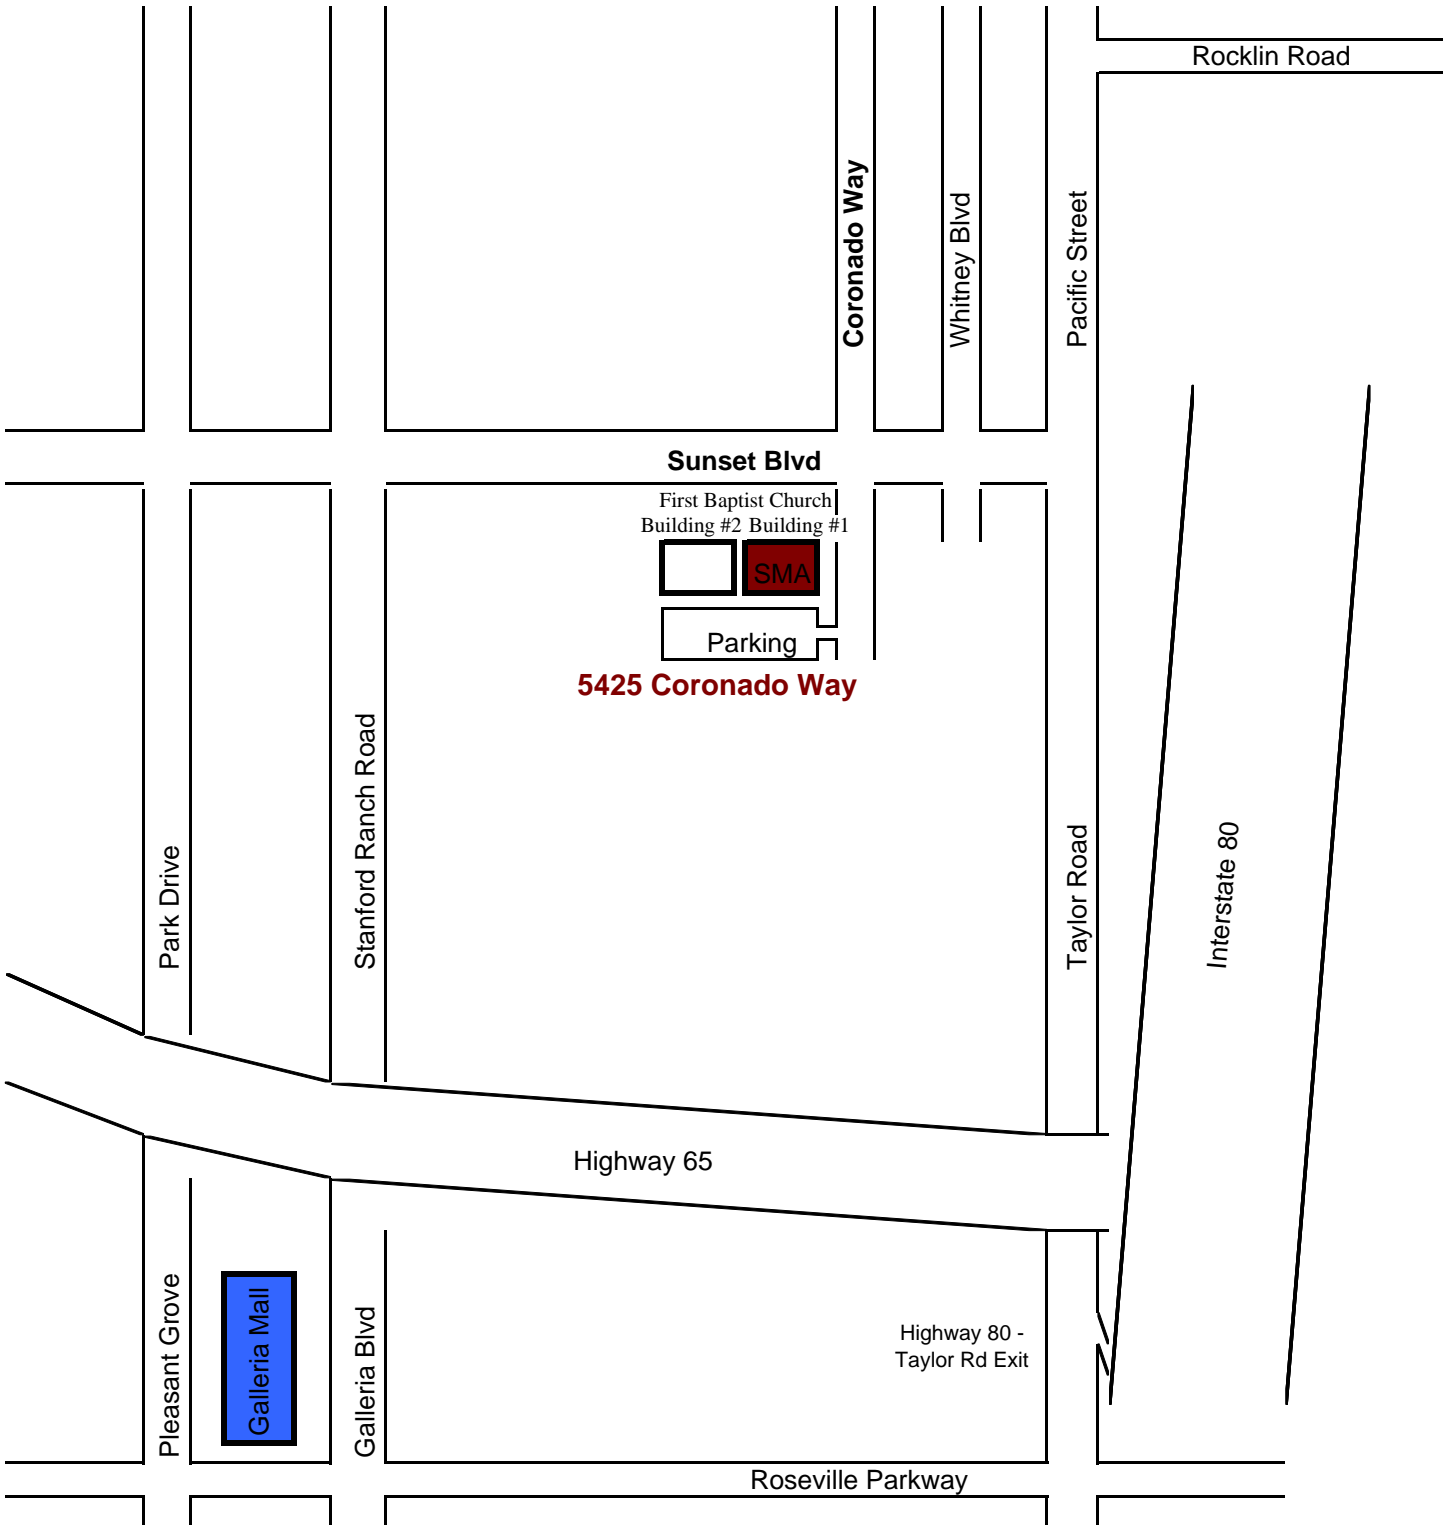 Rocklin Road
Coronado Way
Whitney Blvd
Pacific Street
Sunset Blvd
First Baptist Church
Building #2 Building #1
SMA
Parking
5425 Coronado Way
Park Drive
Stanford Ranch Road
Taylor Road
Interstate 80
Highway 65
Pleasant Grove
Galleria Mall
Galleria Blvd
Highway 80 -
Taylor Rd Exit
Roseville Parkway